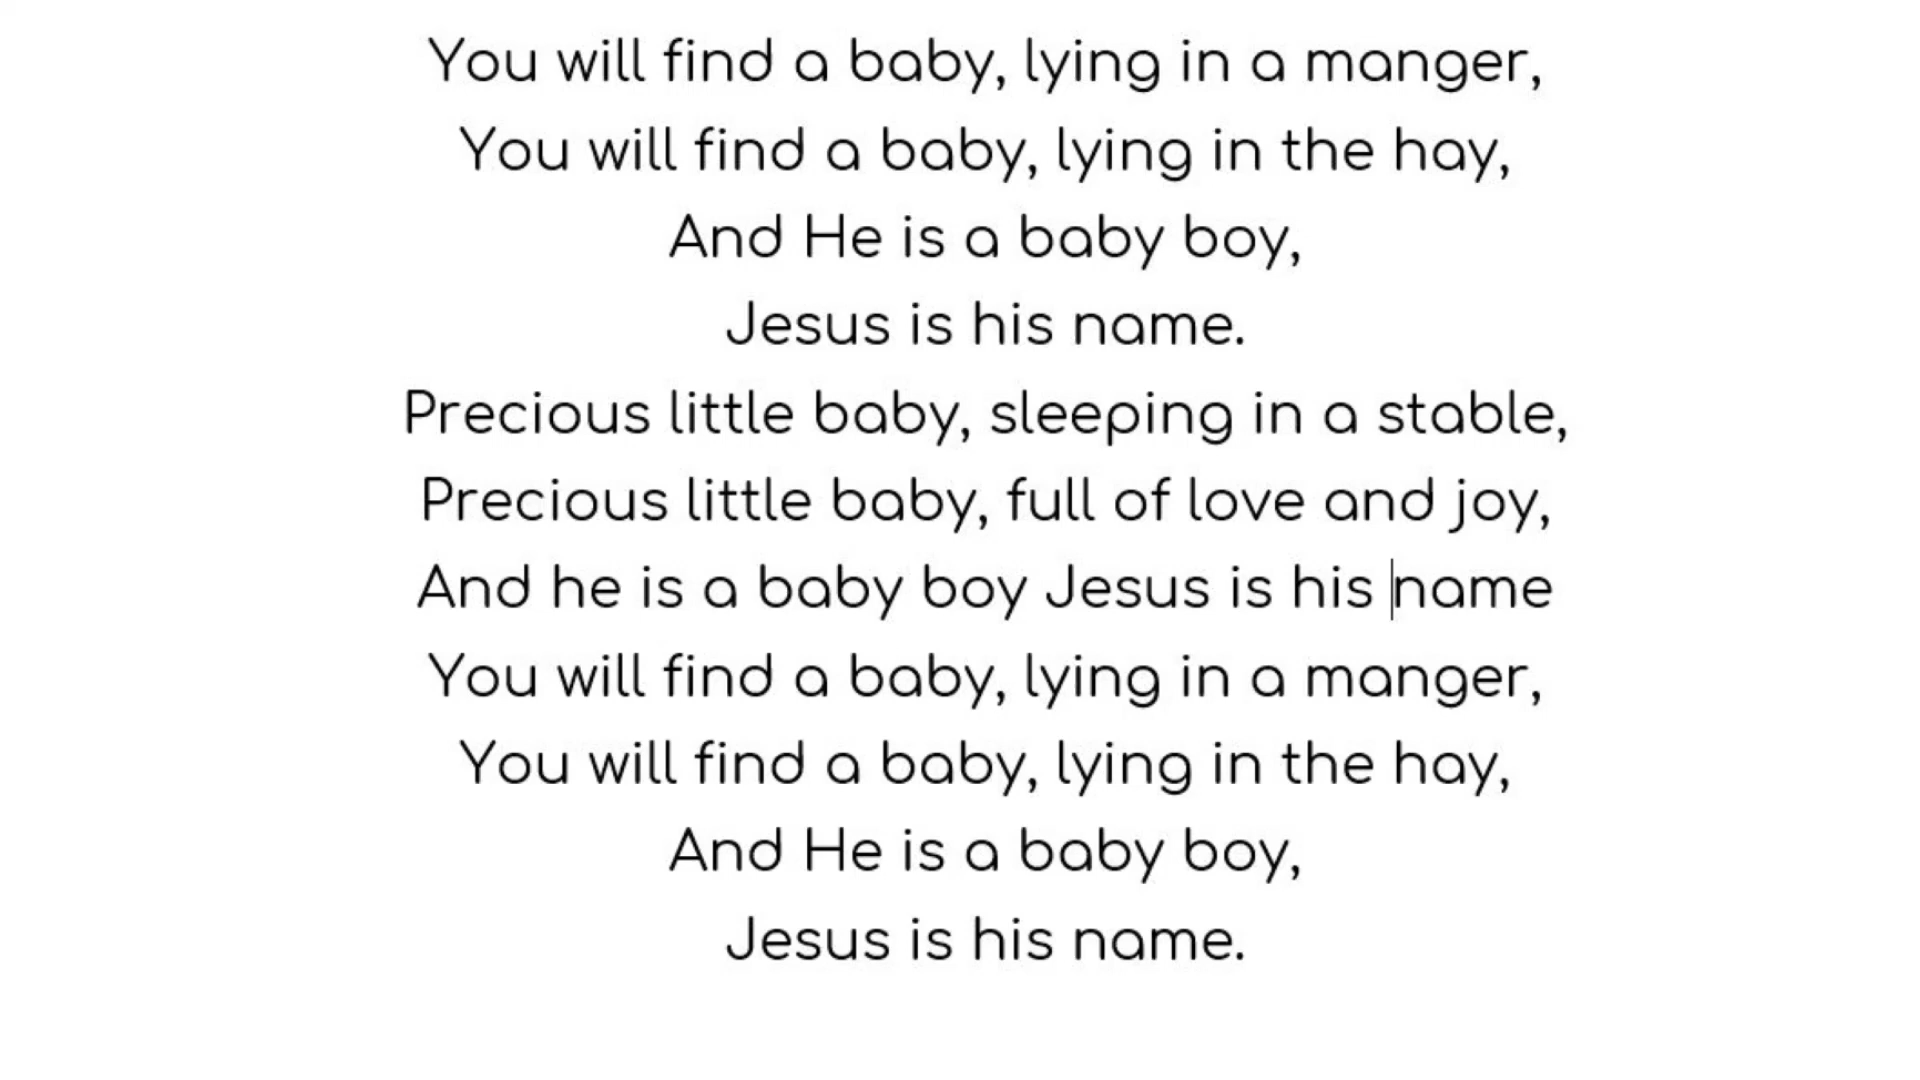 You will find a baby, lying in a manger,
You will find a baby, lying in the hay,
And He is a baby boy,
Jesus is his name.
Precious little baby, sleeping in a stable,
Precious little baby, full of love and joy,
And he is a baby boy Jesus is his name
You will find a baby, lying in a manger,
You will find a baby, lying in the hay,
And He is a baby boy,
Jesus is his name.